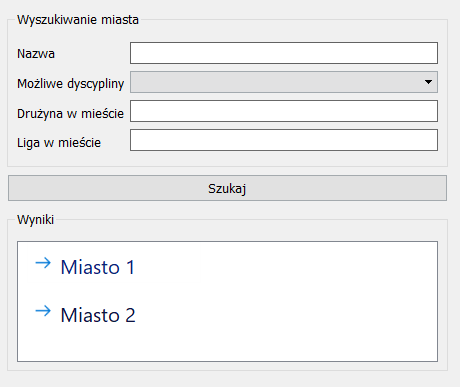 Wyszukiwanie miasta
Nazwa
Możliwe dyscypliny
Drużyna w mieście
Liga w mieście
Szukaj
Wyniki
Miasto 1
Miasto 2